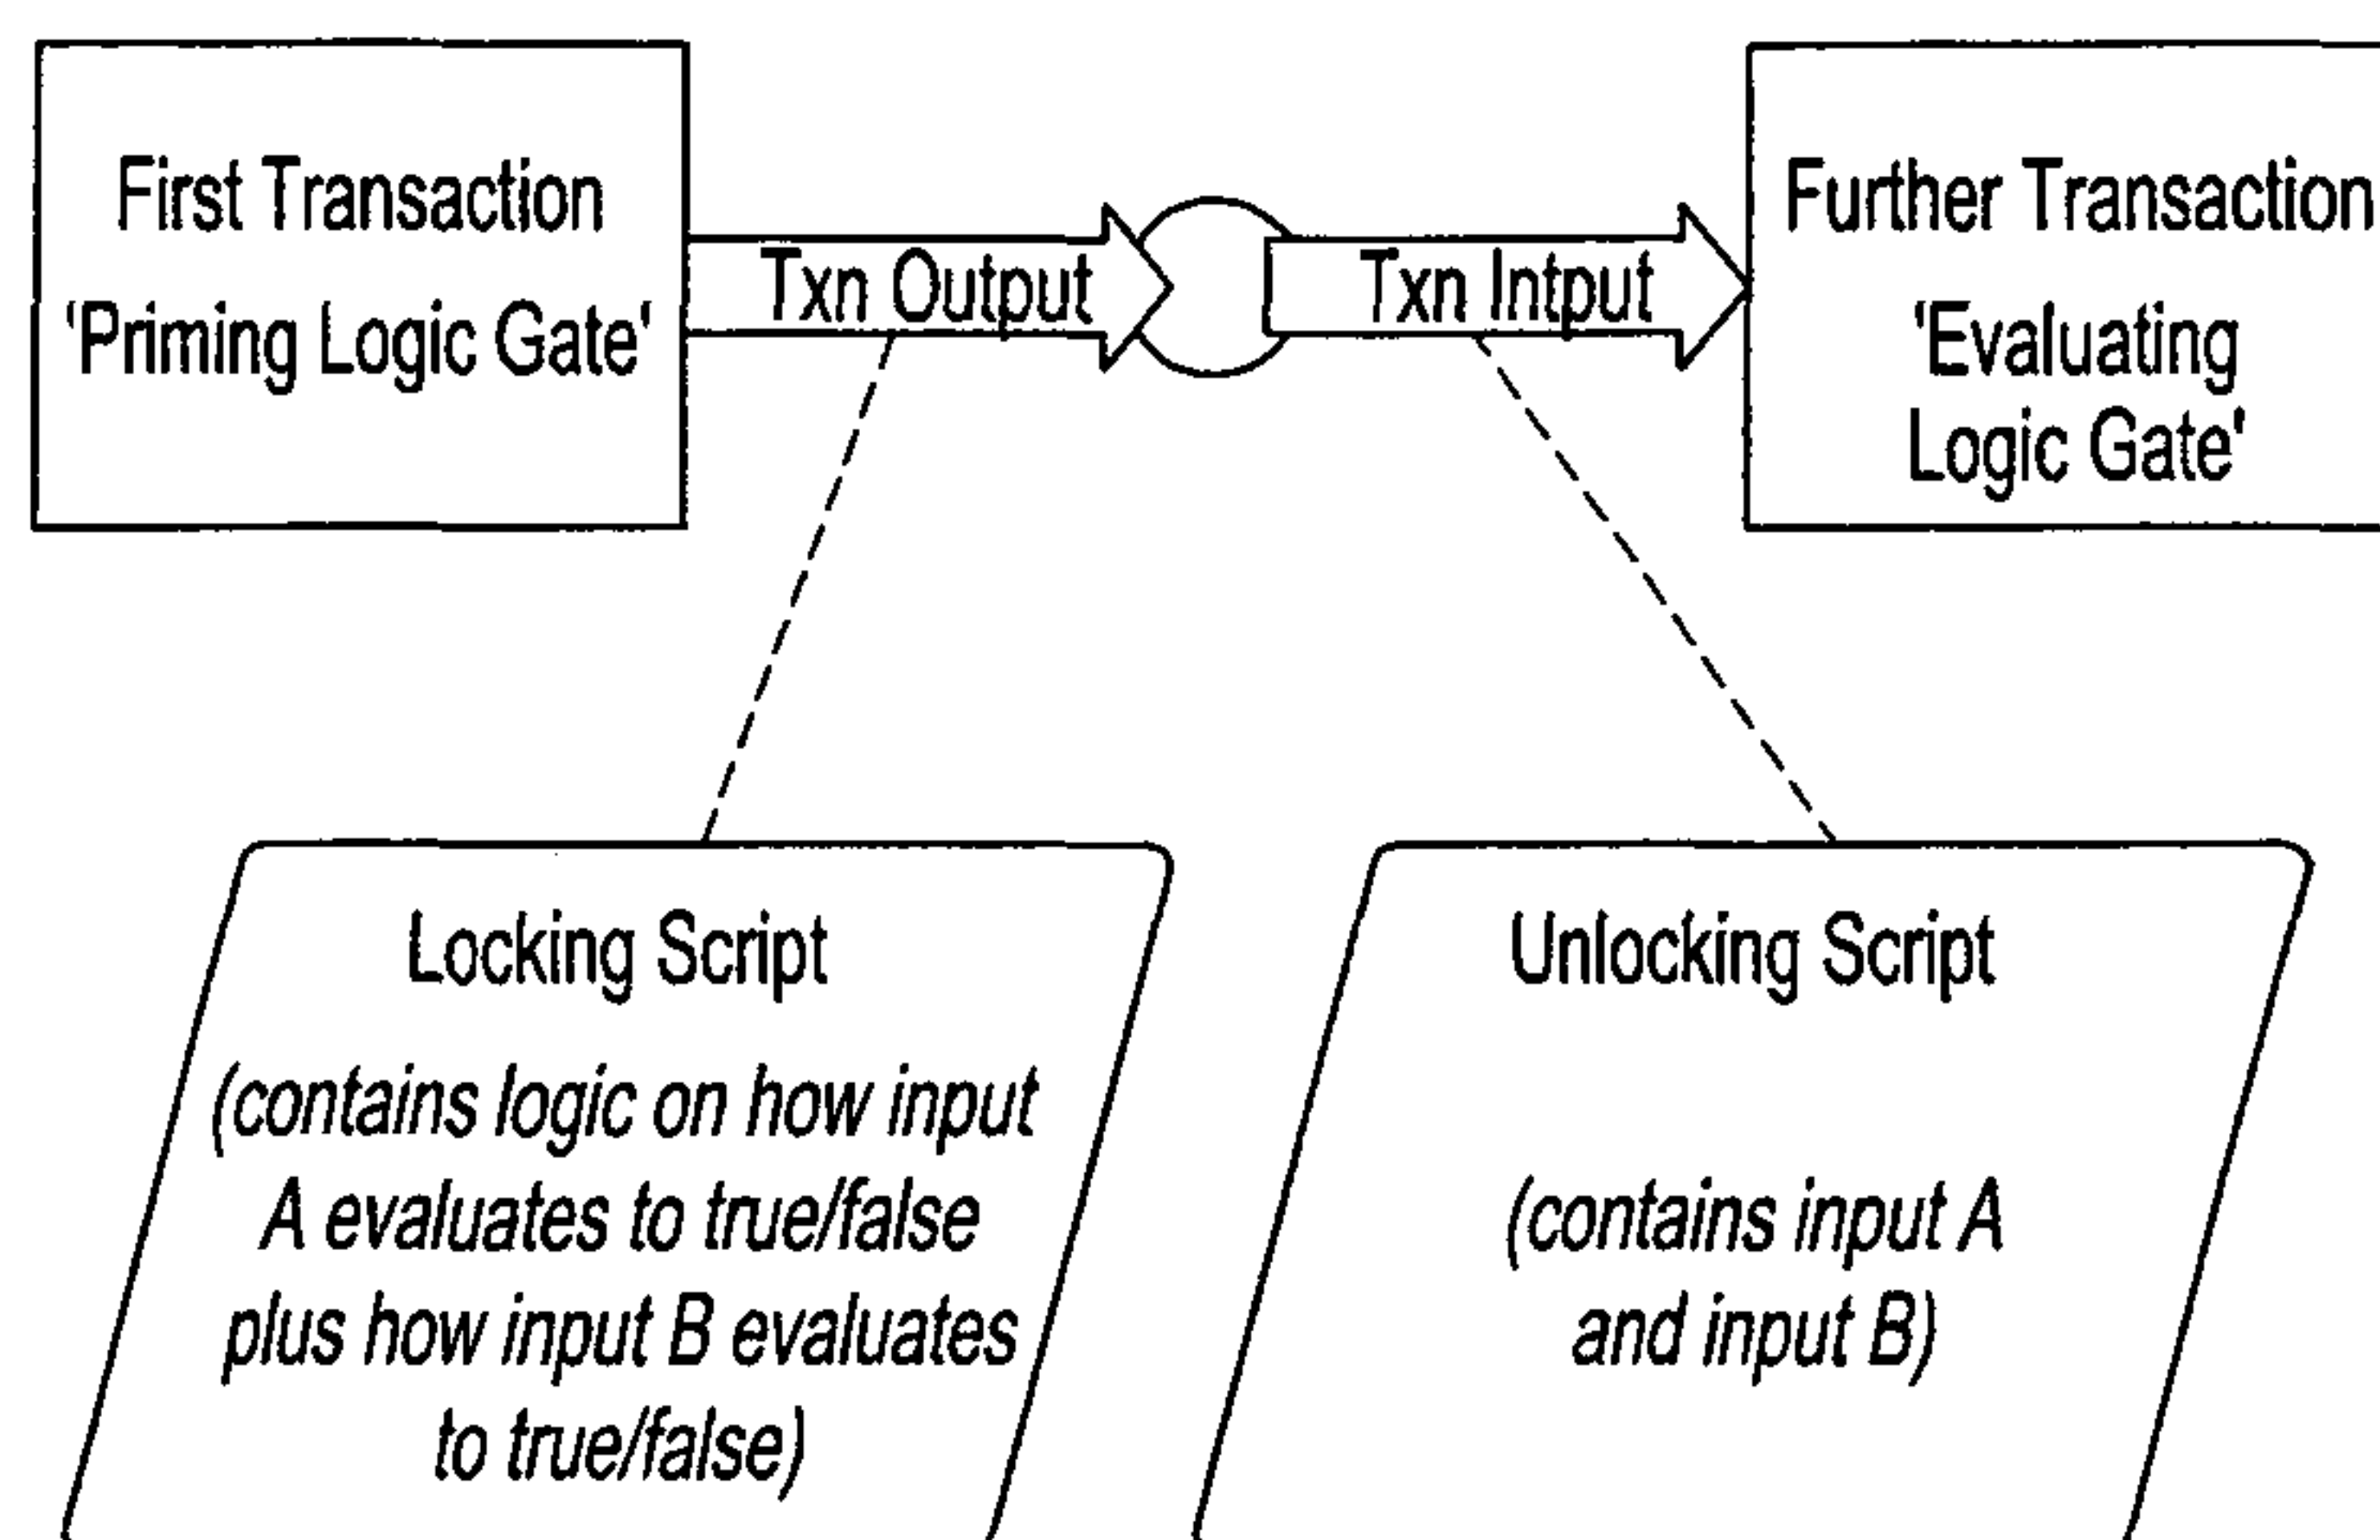 First Transaction
'Priming Logic Gate'
Txn Output
Txn Intput
Further Transaction
'Evaluating
Logic Gate'
Locking Script
(contains logic on how input
A evaluates to true/false
plus how input B evaluates
to true/false)
Unlocking Script
(contains input A
and input B)